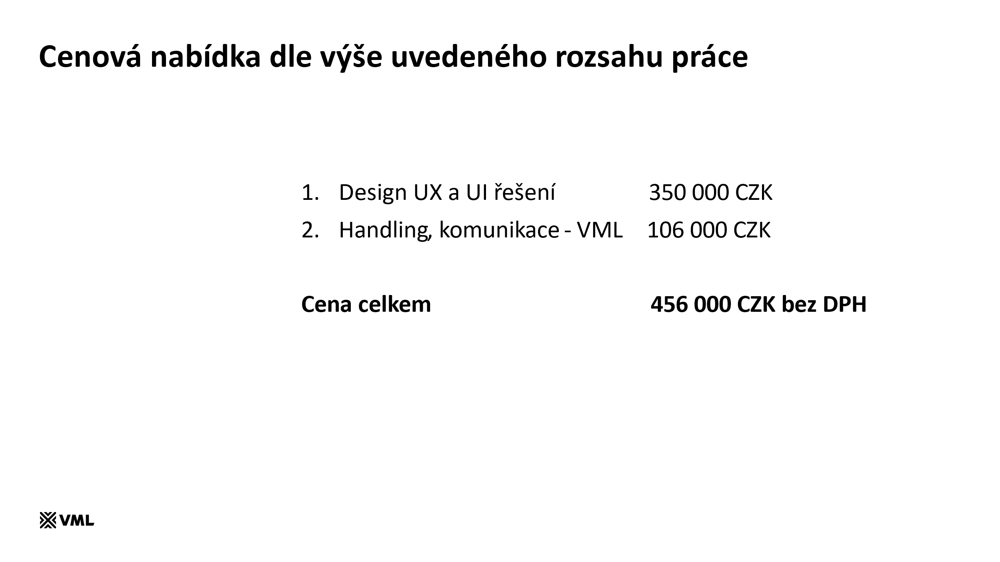 Cenová nabídka dle výše uvedeného rozsahu práce
1. Design UX a UI řešení 350 000 CZK
2. Handling, komunikace - VML 106 000 CZK
Cena celkem 456 000 CZK bez DPH
VML